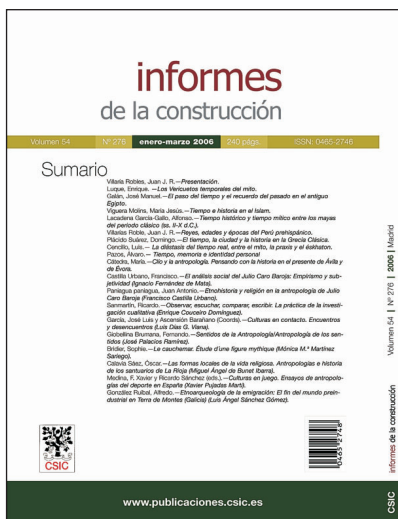 informes
de la construcción
Volumen 54 Nº 276 enero-marzo 2006 240 págs. ISSN: 0465-2746
Sumario
Villaría Robles, Juan J. R.—Presentación.
Luque, Enrique. —Los Vericuetos temporales del mito.
Galán, José Manuel.—El paso del tiempo y el recuerdo del pasado en el antiguo
Egipto.
Viguera Molins, María Jesús.—Tiempo e historia en el Islam.
Lacadena García-Gallo, Alfonso.—Tiempo histórico y tiempo mítico entre los mayas
del periodo clásico (ss. II-X d.C.).
Villarías Roble. Juan J. R.—Reyes, edades y épocas del Perú prehispánico.
Plácido Suárez, Domingo.—El tiempo, la ciudad y la historia en la Grecia Clásica.
Cencillo, Luis.— La diástasis del tiempo real, entre el mito, la praxis y el éskhaton.
Pazos, Álvaro.— Tiempo, memoria e identidad personal
Cátedra, María.—Clío y la antropología. Pensando con la historia en el presente de Ávila y
de Évora.
Castilla Urbano, Francisco.—El análisis social del Julio Caro Baroja: Empirismo y sub-
jetividad (Ignacio Fernández de Mata).
Paniagua paniagua, Juan Antonio.—Etnohistoria y religión en la antropología de Julio
Caro Baroja (Francisco Castilla Urbano).
Sanmartín, Ricardo.—Observar, escuchar, comparar, escribir. La práctica de la investi-
gación cualitativa (Enrique Couceiro Domínguez).
García, José Luis y Ascensión Barañano (Coords).—Culturas en contacto. Encuentros
y desencuentros (Luis Díaz G. Viana).
Giobellina Brumana, Fernando.—Sentidos de la Antropología/Antropología de los sen-
tidos (José Palacios Ramírez).
Bridier, Sophie.—Le cauchemar. Étude d'une figure mythique (Mónica M.ª Martínez
Sariego).
Catavia Sáez, Óscar.—Las formas locales de la vida religiosa. Antropologías e historia
de los santuarios de La Rioja (Miguel Ángel de Bunet Ibarra).
Medina, F. Xavier y Ricardo Sánchez (eds.).—Culturas en juego. Ensayos de antropolo-
gías del deporte en España (Xavier Pujadas Martí).
González Ruibal, Alfredo.—Etnoarqueología de la emigración: El fin del mundo prein-
dustrial en Terra de Montes (Galicia) (Luis Ángel Sánchez Gómez).
CSIC
0465 2748
www.publicaciones.csic.es
Volumen 54 | Nº 276 | 2006 | Madrid
informes de la construcción
CSIC